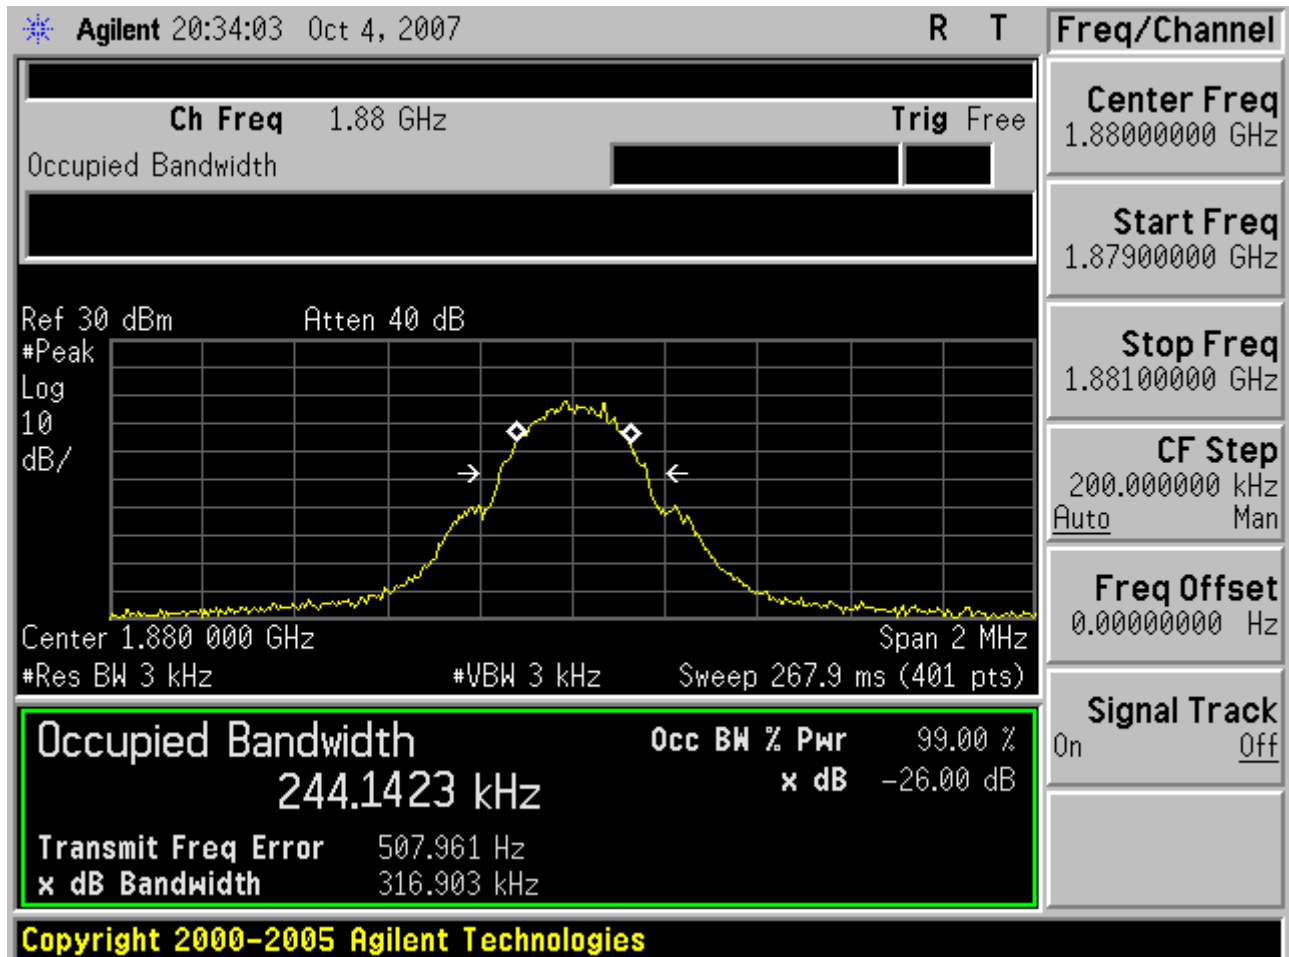 Agilent 20:34:03 Oct 4, 2007 R T
Freq/Channel
Ch Freq 1.88 GHz Trig Free
Occupied Bandwidth
Center Freq
1.88000000 GHz
Start Freq
1.87900000 GHz
Stop Freq
1.88100000 GHz
CF Step
200.000000 kHz
Auto Man
Freq Offset
0.00000000 Hz
Signal Track
On Off
Ref 30 dBm Atten 40 dB
#Peak
Log
10
dB/
Center 1.880 000 GHz Span 2 MHz
#Res BW 3 kHz #VBW 3 kHz Sweep 267.9 ms (401 pts)
Occupied Bandwidth Occ BW % Pwr 99.00 %
244.1423 kHz x dB -26.00 dB
Transmit Freq Error 507.961 Hz
x dB Bandwidth 316.903 kHz
Copyright 2000-2005 Agilent Technologies